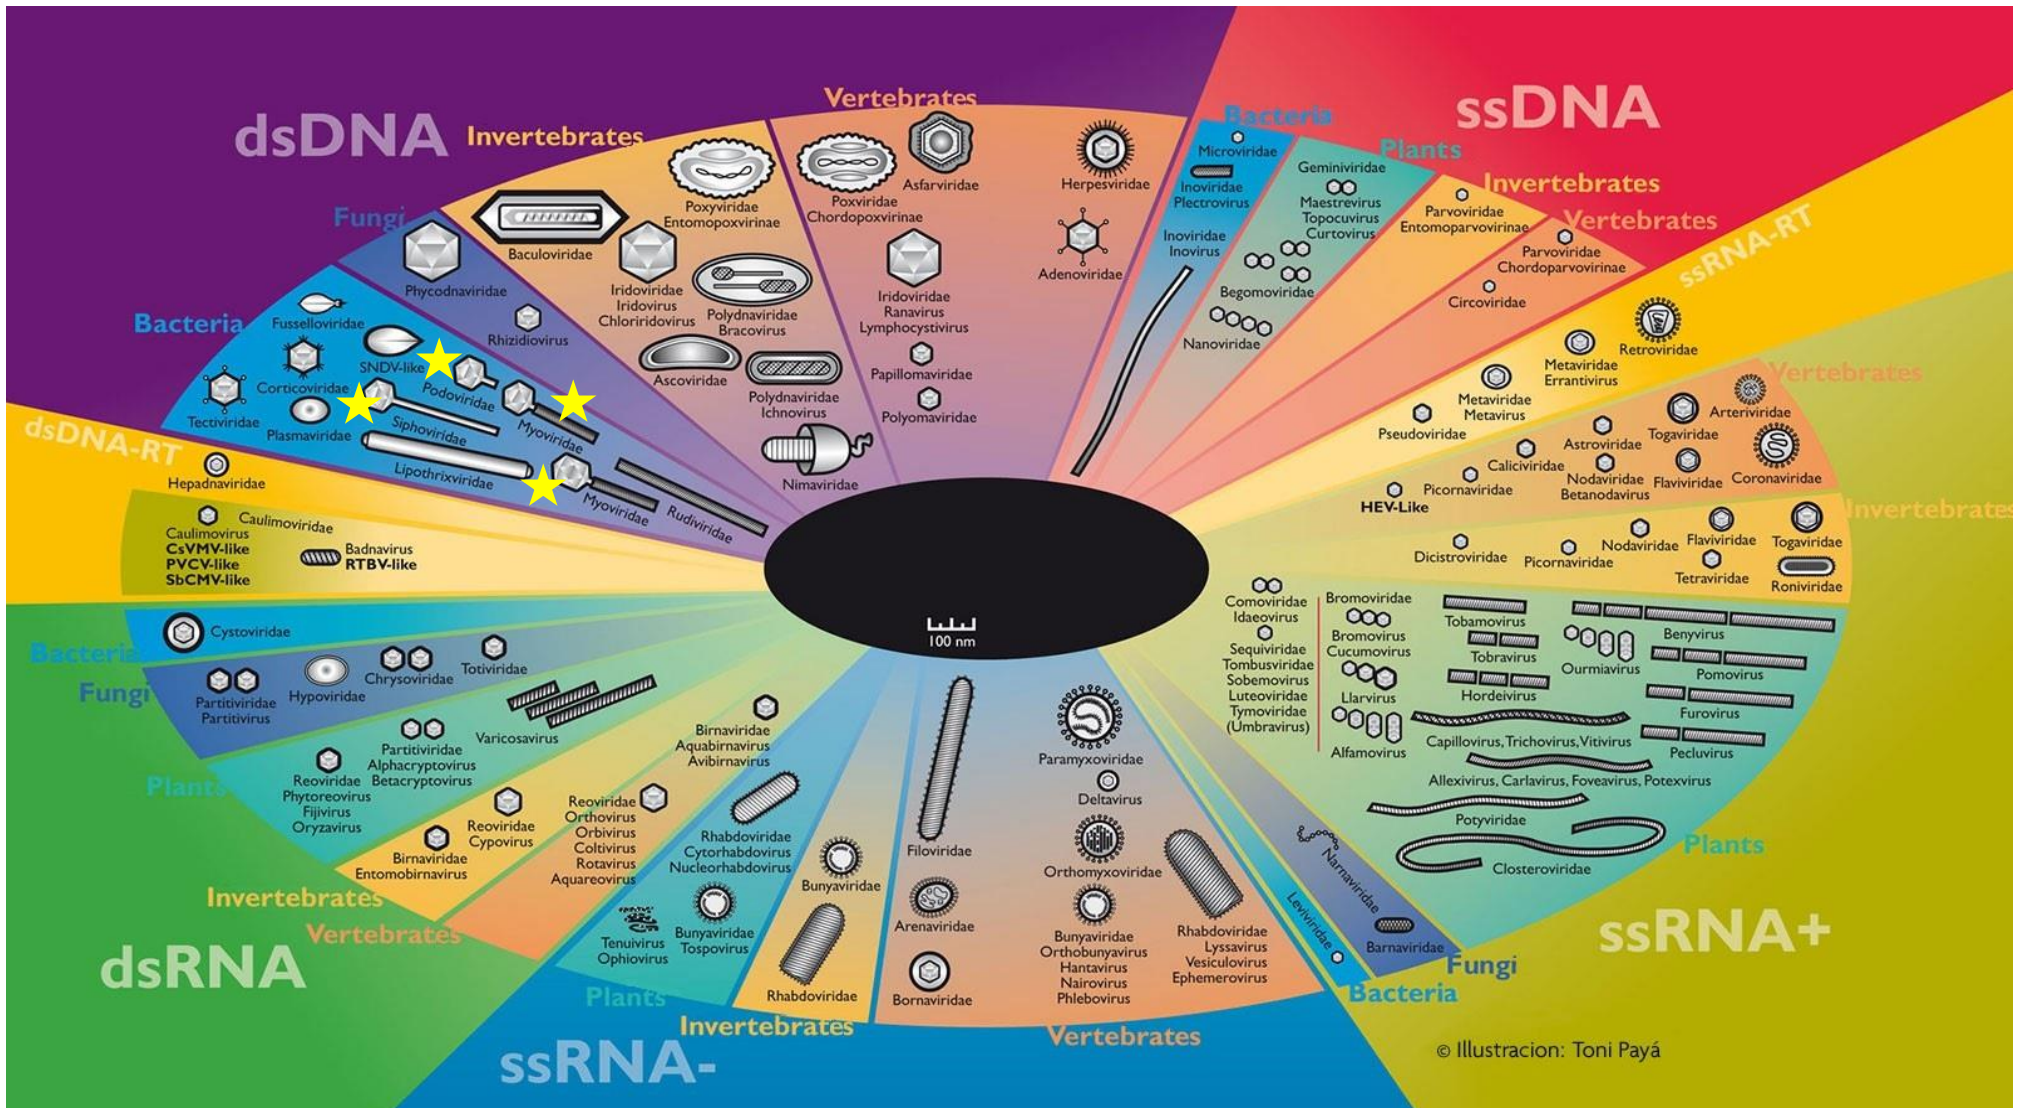 dsDNA
Fungi
Phycodnaviridae
Rhizidiovirus
Invertebrates
Baculoviridae
Poxyviridae
Entomopoxvirinae
Iridoviridae
Iridovirus
Chloriridovirus
Polydnaviridae
Bracovirus
Ascoviridae
Polydnaviridae
Ichnovirus
Nimaviridae
Vertebrates
Poxviridae
Chordopoxvirinae
Asfarviridae
Herpesviridae
Adenoviridae
Iridoviridae
Ranavirus
Lymphocystivirus
Papillomaviridae
Polyomaviridae
Bacteria
Fusselloviridae
SNDV-like
Corticoviridae
Tectiviridae
Plasmaviridae
Podoviridae
Siphoviridae
Myoviridae
Lipothrixviridae
Myoviridae
Rudiviridae
ssDNA
Bacteria
Microviridae
Inoviridae
Plectrovirus
Inoviridae
Inovirus
Plants
Geminiviridae
Maestrevirus
Topocuvirus
Curtovirus
Begomoviridae
Nanoviridae
Invertebrates
Parvoviridae
Entomoparvovirinae
Vertebrates
Parvoviridae
Chordoparvovirinae
Circoviridae
ssRNA-RT
Retroviridae
Metaviridae
Errantivirus
Metaviridae
Metavirus
Pseudoviridae
dsDNA-RT
Hepadnaviridae
Caulimoviridae
Caulimovirus
CsVMV-like
PVCV-like
SbCMV-like
Badnavirus
RTBV-like
Vertebrates
Arteriviridae
Togaviridae
Astroviridae
Caliciviridae
Coronaviridae
Flaviviridae
Nodaviridae
Betanodavirus
Picornaviridae
HEV-Like
Invertebrates
Togaviridae
Flaviviridae
Nodaviridae
Dicistroviridae
Picornaviridae
Tetraviridae
Roniviridae
100 nm
Bacteria
Cystoviridae
Fungi
Partitiviridae
Partitivirus
Hypoviridae
Chrysoviridae
Totiviridae
Plants
Varicosavirus
Partitiviridae
Alphacryptovirus
Betacryptovirus
Reoviridae
Phytoreovirus
Fijivirus
Oryzavirus
Invertebrates
Reoviridae
Cypovirus
Birnaviridae
Entomobirnavirus
Vertebrates
Birnaviridae
Aquabirnavirus
Avibirnavirus
Reoviridae
Orthovirus
Orbivirus
Coltivirus
Rotavirus
Aquareovirus
dsRNA
ssRNA-
Plants
Rhabdoviridae
Cytorhabdovirus
Nucleorhabdovirus
Tenuivirus
Ophiovirus
Bunyaviridae
Tospovirus
Invertebrates
Bunyaviridae
Rhabdoviridae
Vertebrates
Filoviridae
Arenaviridae
Bornaviridae
Paramyxoviridae
Deltavirus
Orthomyxoviridae
Bunyaviridae
Orthobunyavirus
Hantavirus
Nairovirus
Phlebovirus
Rhabdoviridae
Lyssavirus
Vesiculovirus
Ephemerovirus
Comoviridae
Idaeovirus
Sequiviridae
Tombusviridae
Sobemovirus
Luteoviridae
Tymoviridae
(Umbravirus)
Bromoviridae
Bromovirus
Cucumovirus
Llarvirus
Alfamovirus
Tobamovirus
Tobravirus
Hordeivirus
Benyvirus
Ourmiavirus
Pomovirus
Furovirus
Pecluvirus
Capillovirus, Trichovirus, Vitivirus
Allexivirus, Carlavirus, Foveavirus, Potexvirus
Potyviridae
Closteroviridae
Plants
Narnaviridae
Barnaviridae
Fungi
Leviviridae
Bacteria
ssRNA+
© Illustracion: Toni Payá